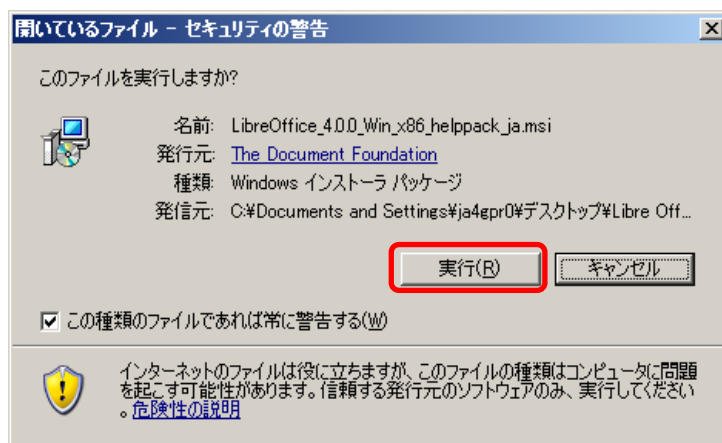 開いているファイル - セキュリティの警告
このファイルを実行しますか?
名前: LibreOffice_4.0.0_Win_x86_helppack_ja.msi
発行元: The Document Foundation
種類: Windows インストーラ パッケージ
発信元: C:¥Documents and Settings¥ja4gpr0¥デスクトップ¥Libre Off...
実行(R) キャンセル
この種類のファイルであれば常に警告する(W)
インターネットのファイルは役に立ちますが、このファイルの種類はコンピュータに問題
を起こす可能性があります。信頼する発行元のソフトウェアのみ、実行してください
。危険性の説明